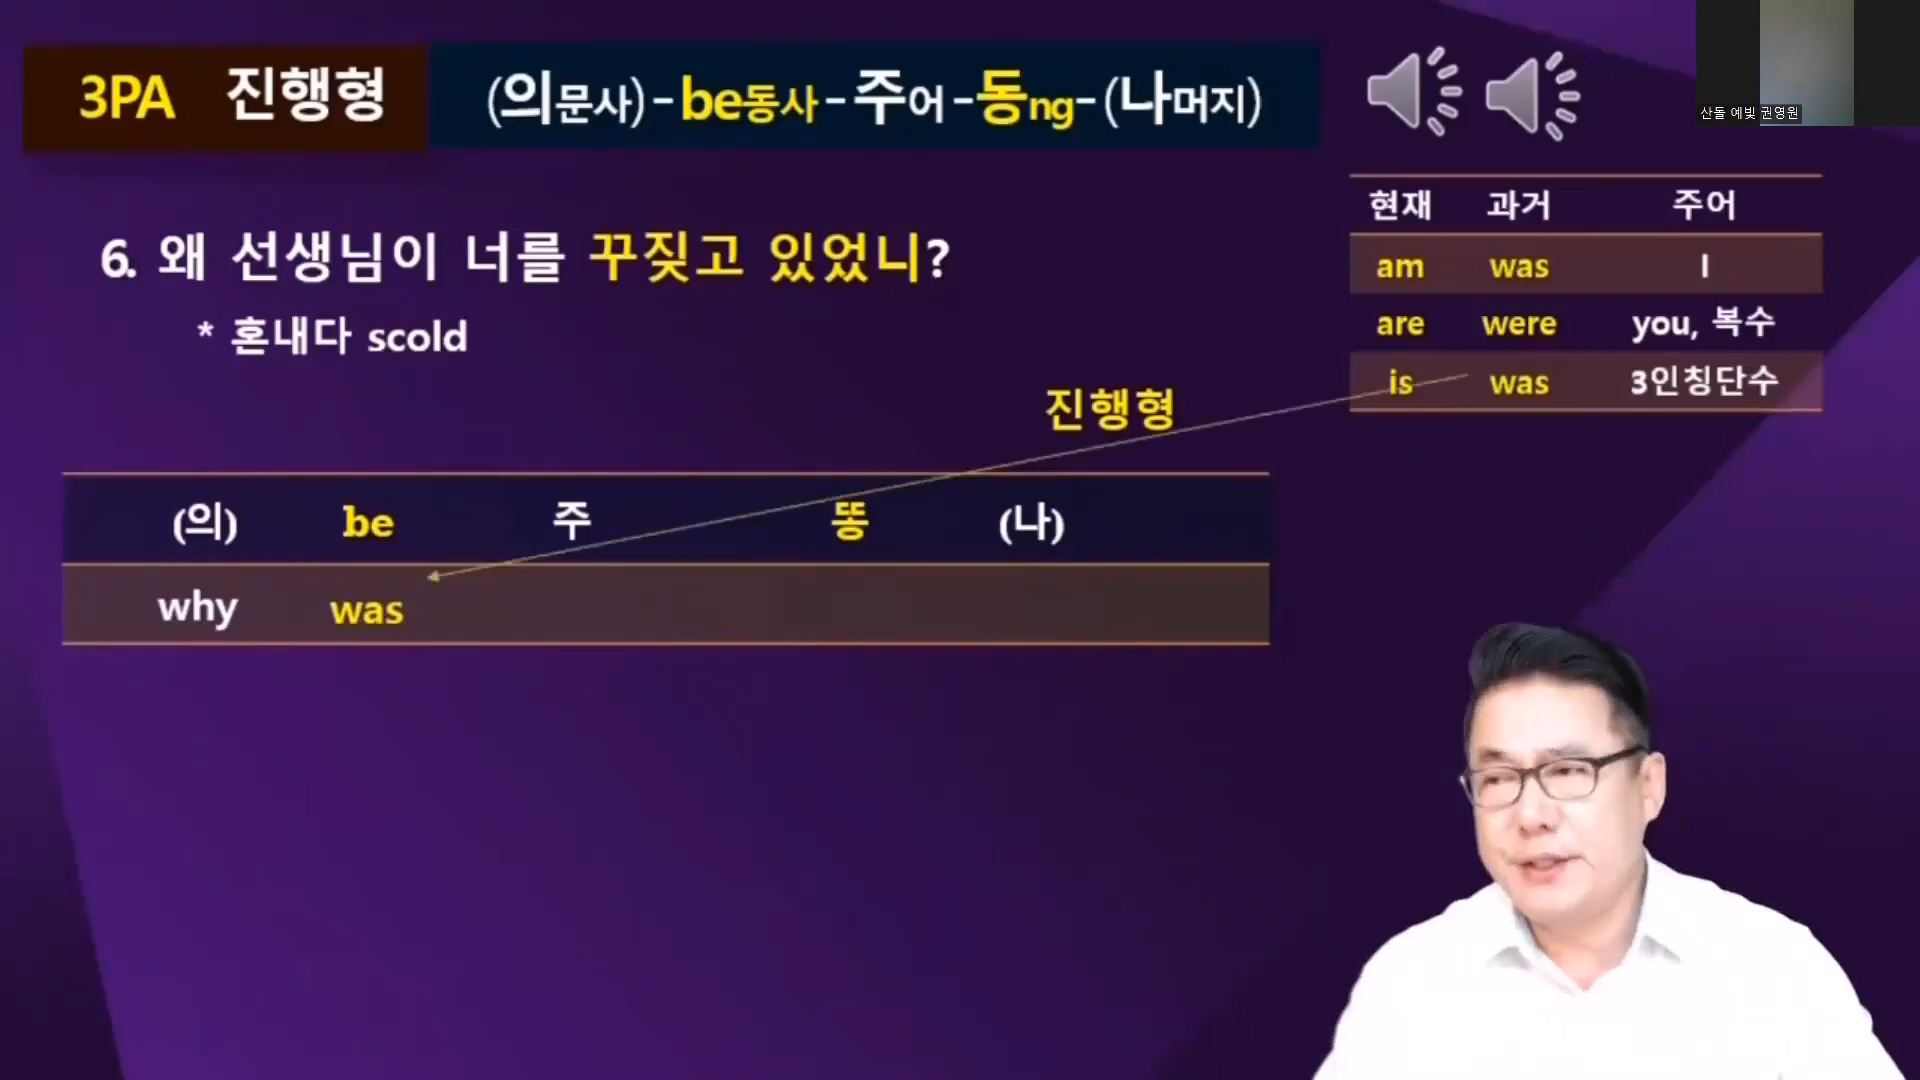 3PA 진행형 (의문사)-be동사-주어-동ng-(나머지)
산돌 예빛 권영원
6. 왜 선생님이 너를 꾸짖고 있었니?
* 혼내다 scold
현재 과거 주어
am was I
are were you, 복수
is was 3인칭단수
진행형
(의) be 주 똥 (나)
why was